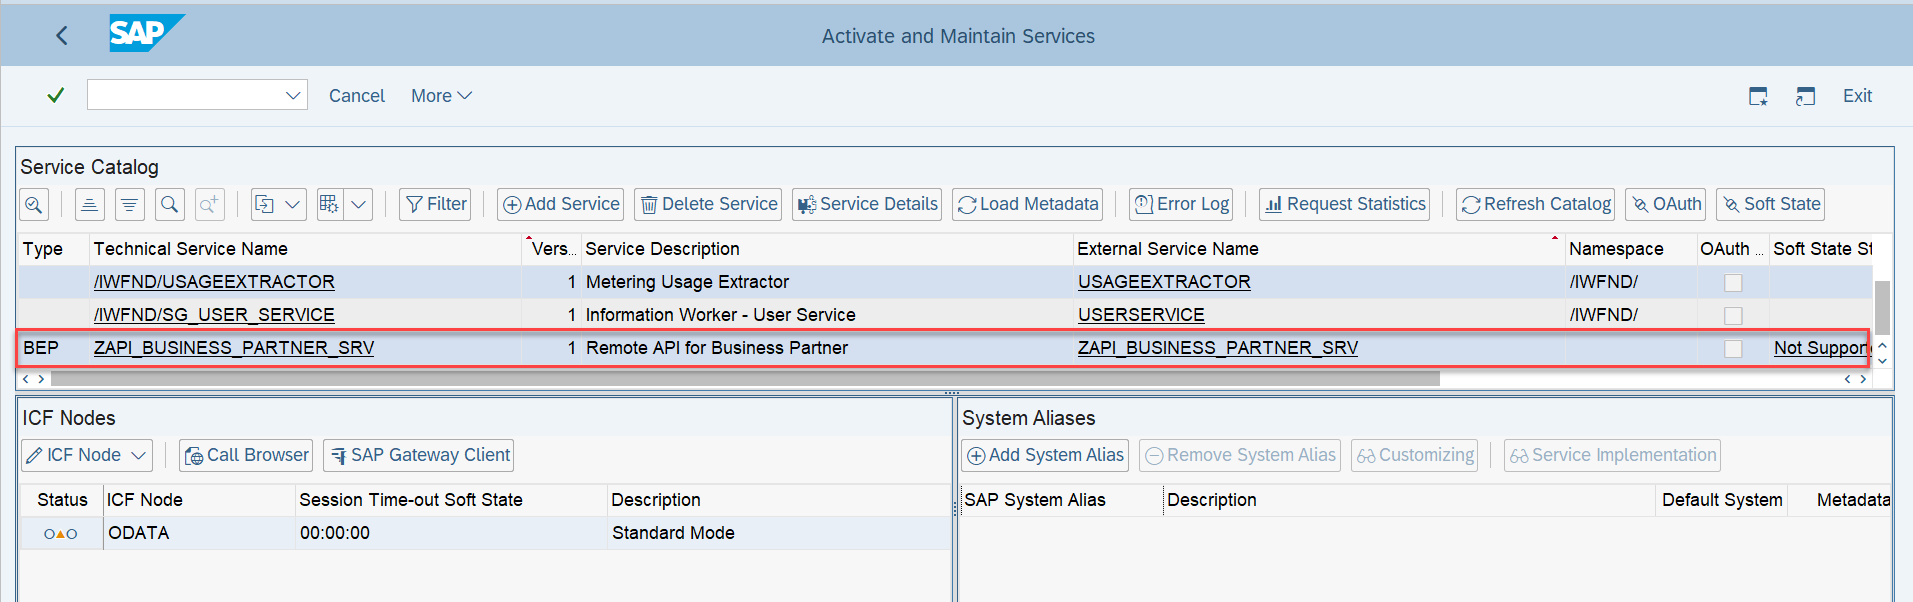 SAP
Activate and Maintain Services
Cancel More Exit
Service Catalog
Filter Add Service Delete Service Service Details Load Metadata Error Log Request Statistics Refresh Catalog OAuth Soft State
Type Technical Service Name Vers... Service Description External Service Name Namespace OAuth ... Soft State St
/IWFND/USAGEEXTRACTOR 1 Metering Usage Extractor USAGEEXTRACTOR /IWFND/
/IWFND/SG_USER_SERVICE 1 Information Worker - User Service USERSERVICE /IWFND/
BEP ZAPI_BUSINESS_PARTNER_SRV 1 Remote API for Business Partner ZAPI_BUSINESS_PARTNER_SRV Not Support
ICF Nodes
ICF Node Call Browser SAP Gateway Client
Status ICF Node Session Time-out Soft State Description
ODATA 00:00:00 Standard Mode
System Aliases
Add System Alias Remove System Alias Customizing Service Implementation
SAP System Alias Description Default System Metadata